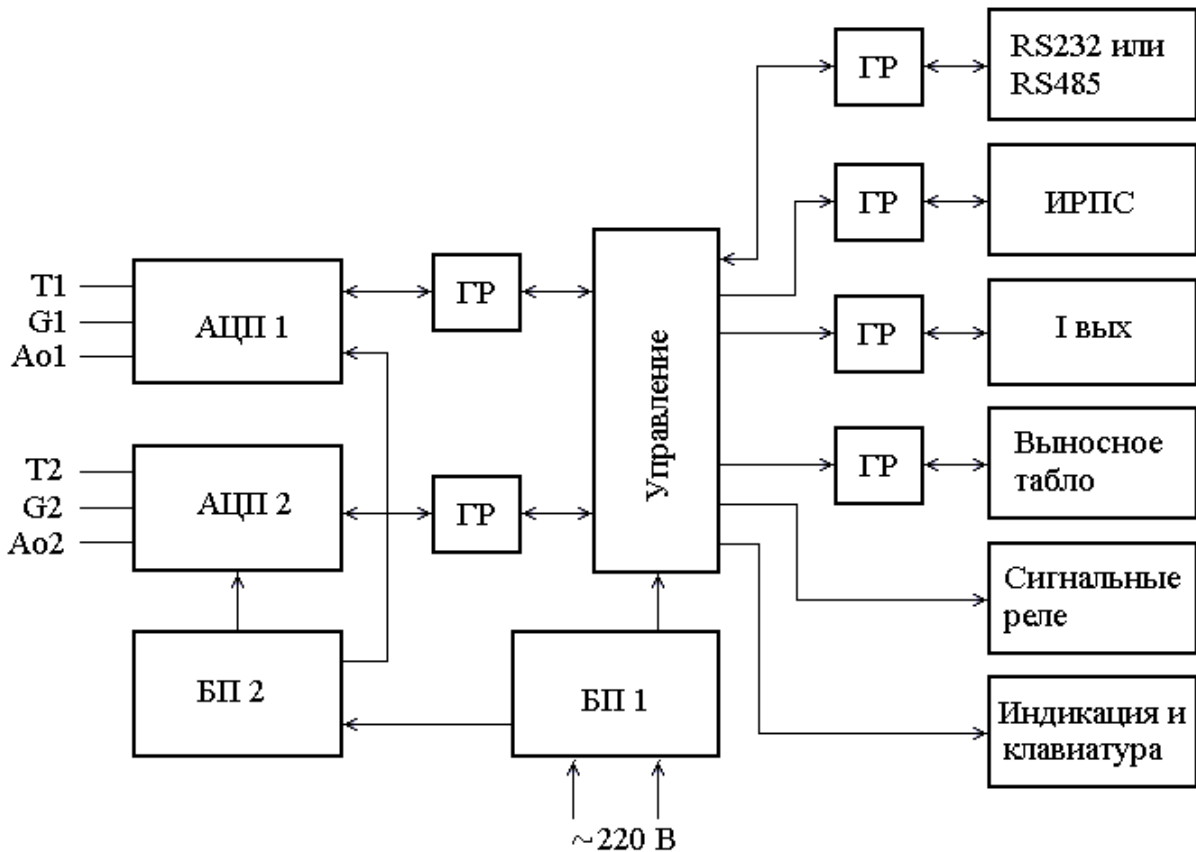 RS232 или
RS485
ГР
ИРПС
ГР
I вых
ГР
Выносное
табло
ГР
Сигнальные
реле
Индикация и
клавиатура
Управление
T1
G1
Ao1
АЦП 1
ГР
T2
G2
Ao2
АЦП 2
ГР
БП 2
БП 1
~220 В